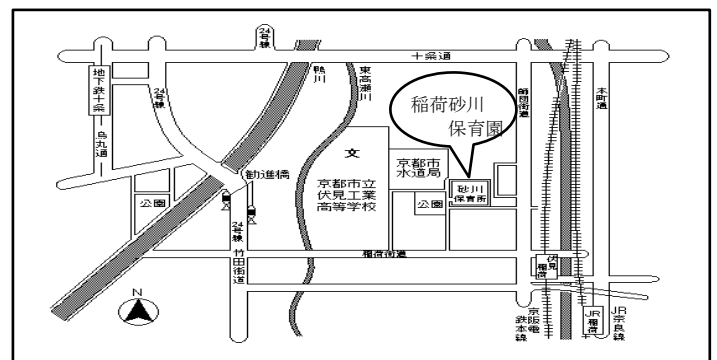 24号線
十条通
地下鉄十条
烏丸通
24号線
鴨川
東高瀬川
師団街道
本町通
稲荷砂川
保育園
文
京都市立
伏見工業
高等学校
京都市
水道局
砂川
保育所
公園
勧進橋
公園
24号線
竹田街道
稲荷街道
伏見稲荷
N
京阪電鉄本線
JR稲荷
JR奈良線